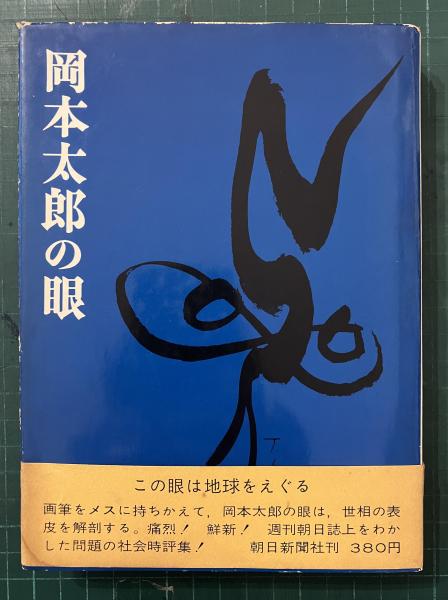 岡本太郎の眼
この眼は地球をえぐる
画筆をメスに持ちかえて，岡本太郎の眼は，世相の表
皮を解剖する。痛烈！ 鮮新！ 週刊朝日誌上をわか
した問題の社会時評集！ 朝日新聞社刊 380円